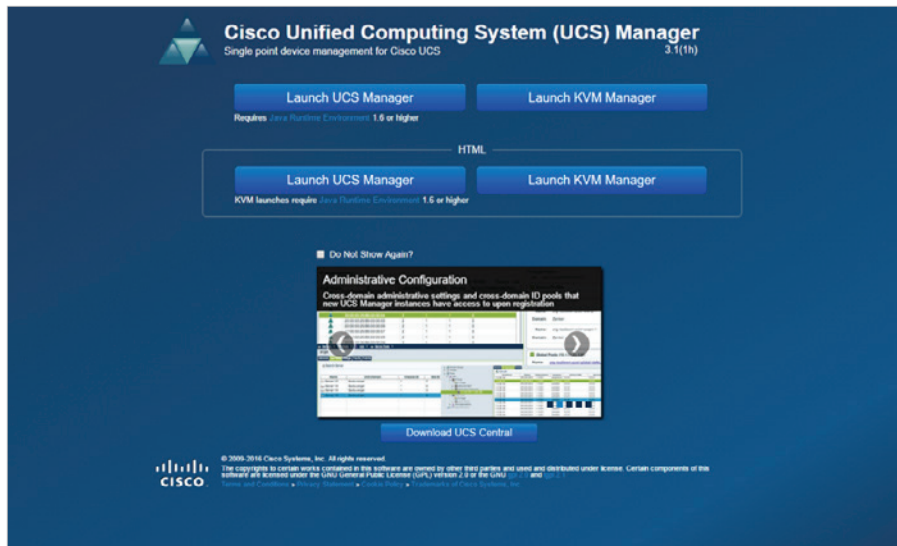 Cisco Unified Computing System (UCS) Manager
Single point device management for Cisco UCS
3.1(1h)
Launch UCS Manager
Launch KVM Manager
Requires Java Runtime Environment 1.6 or higher
HTML
Launch UCS Manager
Launch KVM Manager
KVM launches require Java Runtime Environment 1.6 or higher
Do Not Show Again?
Administrative Configuration
Cross-domain administrative settings and cross-domain ID pools that
new UCS Manager instances have access to upon registration
Download UCS Central
CISCO
© 2009-2016 Cisco Systems, Inc. All rights reserved.
The copyrights to certain works contained in this software are owned by other third parties and used and distributed under license. Certain components of this
software are licensed under the GNU General Public License (GPL) version 2.0 or the GNU and
Terms and Conditions Privacy Statement Cookie Policy Trademarks of Cisco Systems, Inc